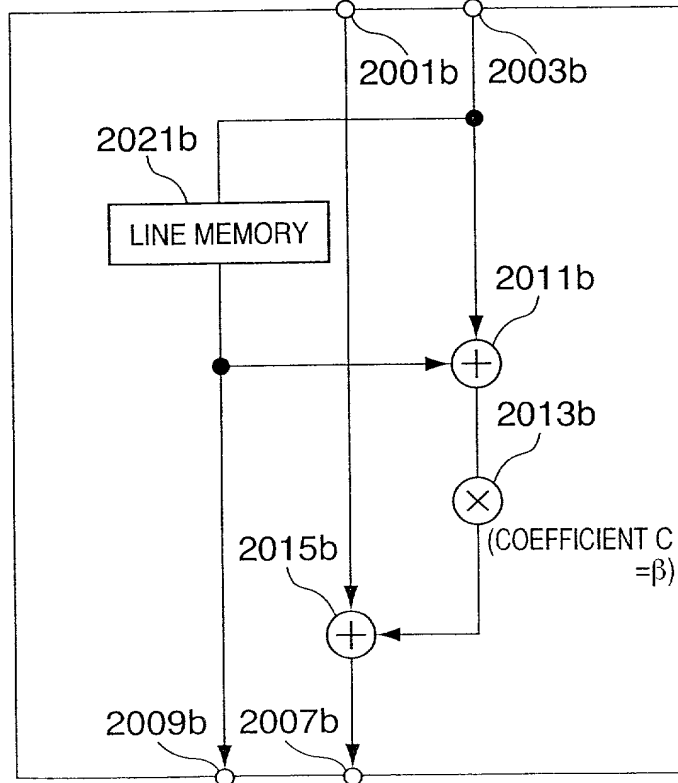 2001b
2003b
2021b
LINE MEMORY
2011b
+
2013b
×
(COEFFICIENT C
=β)
2015b
+
2009b
2007b